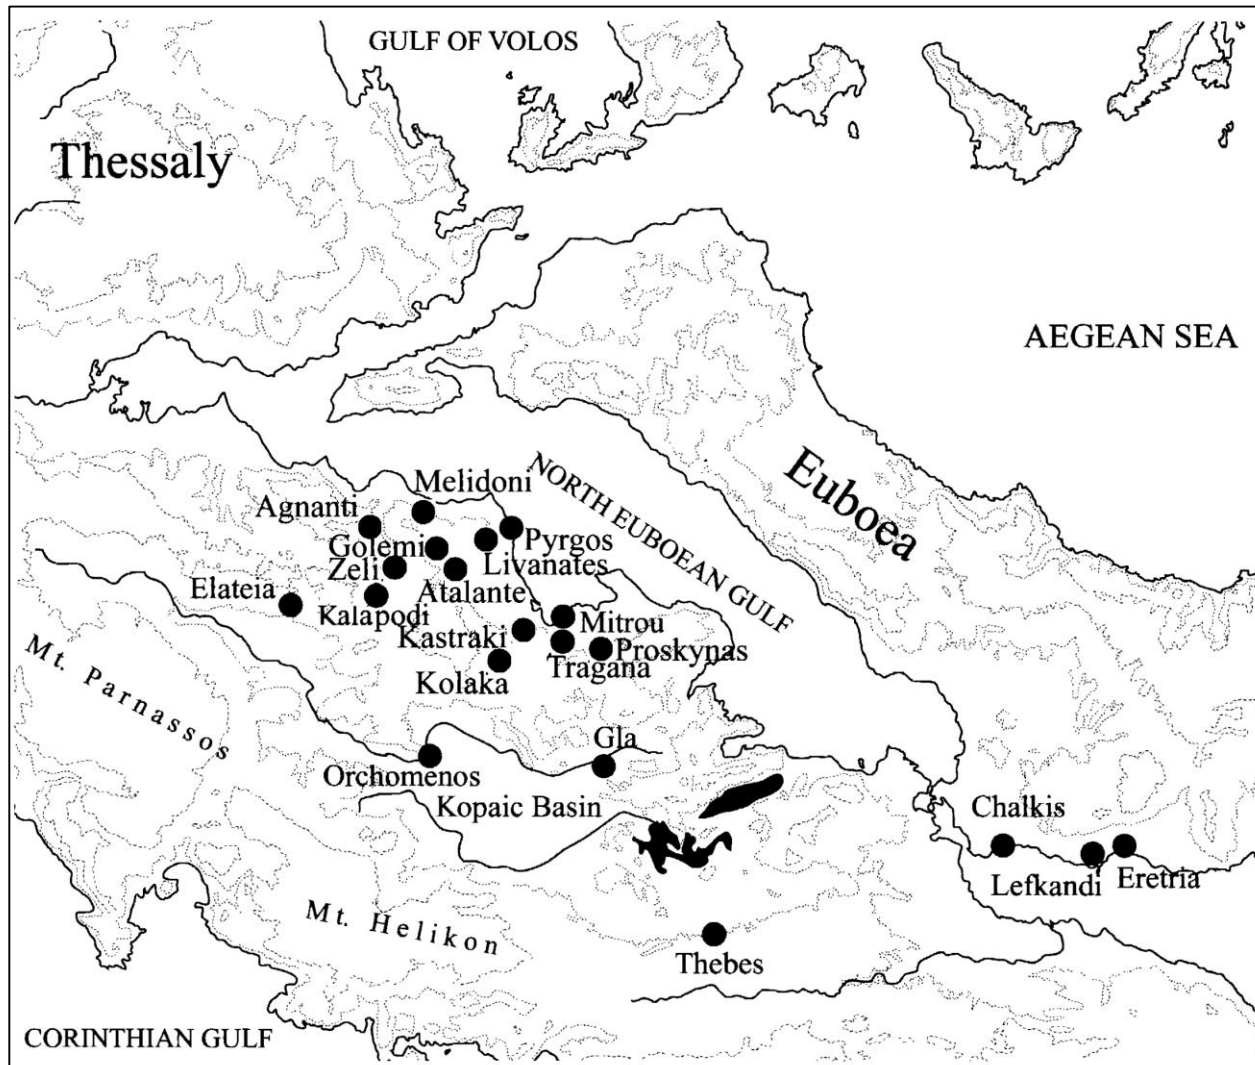 GULF OF VOLOS
Thessaly
AEGEAN SEA
Euboea
NORTH EUBOEAN GULF
Melidoni
Agnanti
Pyrgos
Golemi
Livanates
Zeli
Atalante
Elateia
Kalapodi
Mitrou
Kastraki
Proskynas
Tragana
Kolaka
Mt. Parnassos
Gla
Orchomenos
Kopaic Basin
Chalkis
Lefkandi
Eretria
Mt. Helikon
Thebes
CORINTHIAN GULF